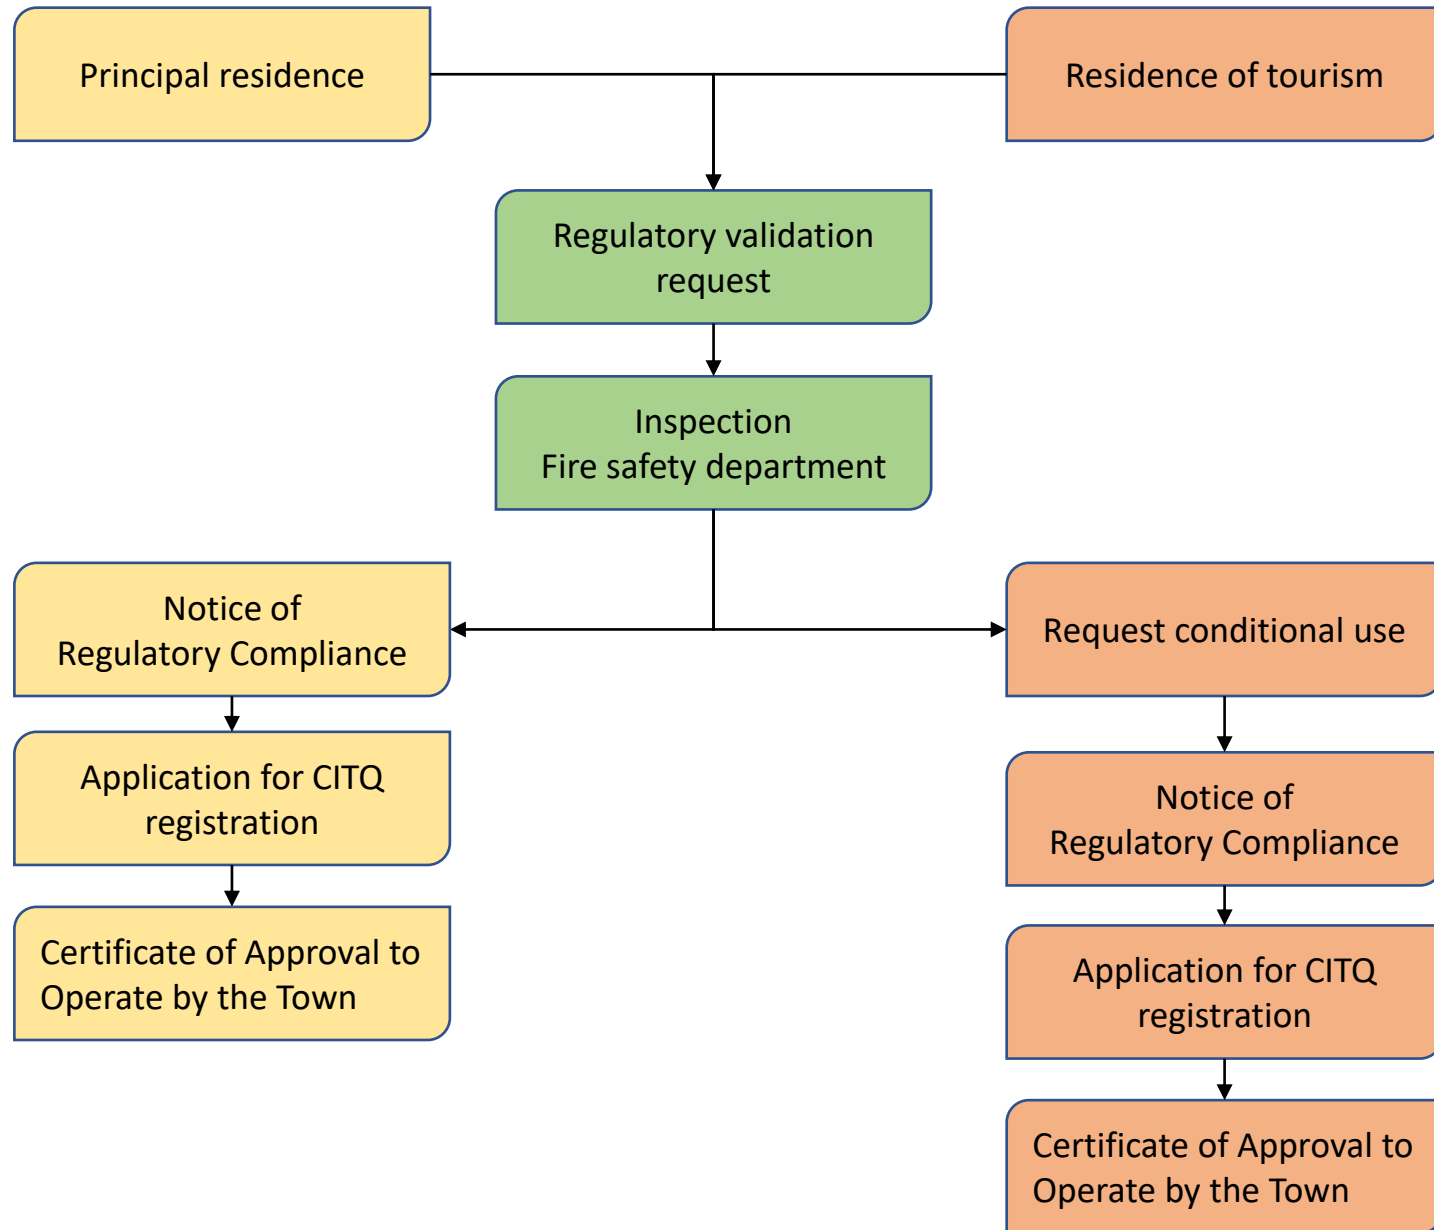 Principal residence
Residence of tourism
Regulatory validation
request
Inspection
Fire safety department
Notice of
Regulatory Compliance
Request conditional use
Application for CITQ
registration
Notice of
Regulatory Compliance
Certificate of Approval to
Operate by the Town
Application for CITQ
registration
Certificate of Approval to
Operate by the Town